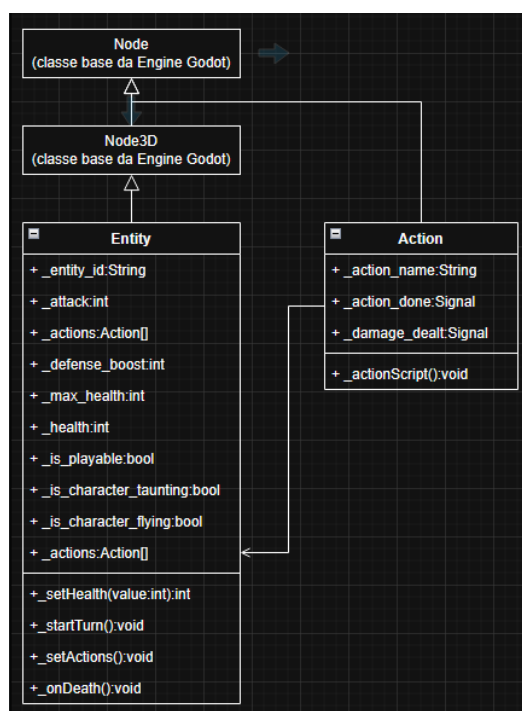 Node
(classe base da Engine Godot)
Node3D
(classe base da Engine Godot)
Entity
+ _entity_id:String
+ _attack:int
+ _actions:Action[]
+ _defense_boost:int
+ _max_health:int
+ _health:int
+ _is_playable:bool
+ _is_character_taunting:bool
+ _is_character_flying:bool
+ _actions:Action[]
+_setHealth(value:int):int
+_startTurn():void
+_setActions():void
+_onDeath():void
Action
+ _action_name:String
+ _action_done:Signal
+ _damage_dealt:Signal
+ _actionScript():void